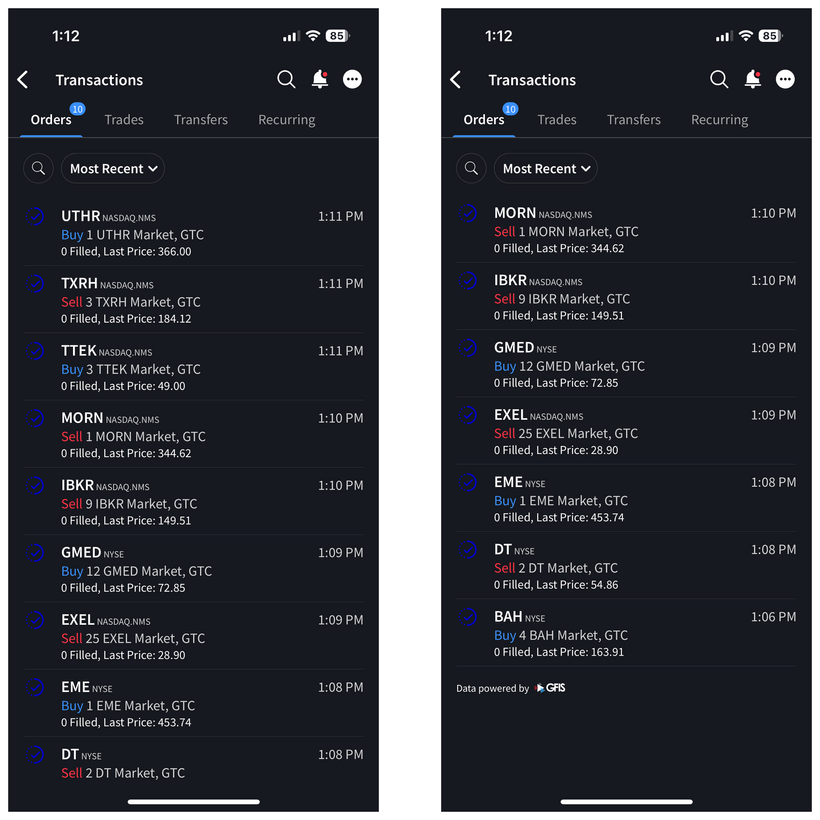 1:12
85
Transactions
Orders 10 Trades Transfers Recurring
Most Recent
UTHR NASDAQ.NMS 1:11 PM
Buy 1 UTHR Market, GTC
0 Filled, Last Price: 366.00
TXRH NASDAQ.NMS 1:11 PM
Sell 3 TXRH Market, GTC
0 Filled, Last Price: 184.12
TTEK NASDAQ.NMS 1:11 PM
Buy 3 TTEK Market, GTC
0 Filled, Last Price: 49.00
MORN NASDAQ.NMS 1:10 PM
Sell 1 MORN Market, GTC
0 Filled, Last Price: 344.62
IBKR NASDAQ.NMS 1:10 PM
Sell 9 IBKR Market, GTC
0 Filled, Last Price: 149.51
GMED NYSE 1:09 PM
Buy 12 GMED Market, GTC
0 Filled, Last Price: 72.85
EXEL NASDAQ.NMS 1:09 PM
Sell 25 EXEL Market, GTC
0 Filled, Last Price: 28.90
EME NYSE 1:08 PM
Buy 1 EME Market, GTC
0 Filled, Last Price: 453.74
DT NYSE 1:08 PM
Sell 2 DT Market, GTC
1:12
85
Transactions
Orders 10 Trades Transfers Recurring
Most Recent
MORN NASDAQ.NMS 1:10 PM
Sell 1 MORN Market, GTC
0 Filled, Last Price: 344.62
IBKR NASDAQ.NMS 1:10 PM
Sell 9 IBKR Market, GTC
0 Filled, Last Price: 149.51
GMED NYSE 1:09 PM
Buy 12 GMED Market, GTC
0 Filled, Last Price: 72.85
EXEL NASDAQ.NMS 1:09 PM
Sell 25 EXEL Market, GTC
0 Filled, Last Price: 28.90
EME NYSE 1:08 PM
Buy 1 EME Market, GTC
0 Filled, Last Price: 453.74
DT NYSE 1:08 PM
Sell 2 DT Market, GTC
0 Filled, Last Price: 54.86
BAH NYSE 1:06 PM
Buy 4 BAH Market, GTC
0 Filled, Last Price: 163.91
Data powered by GFIS